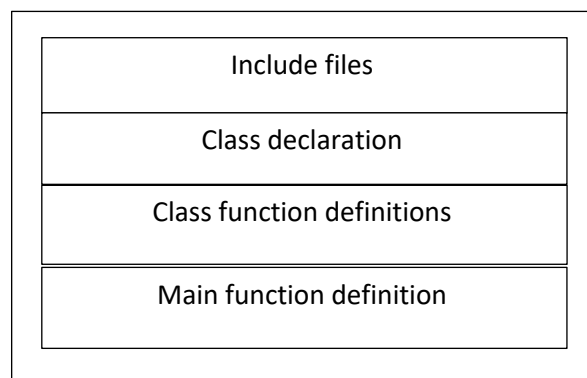 Include files
Class declaration
Class function definitions
Main function definition